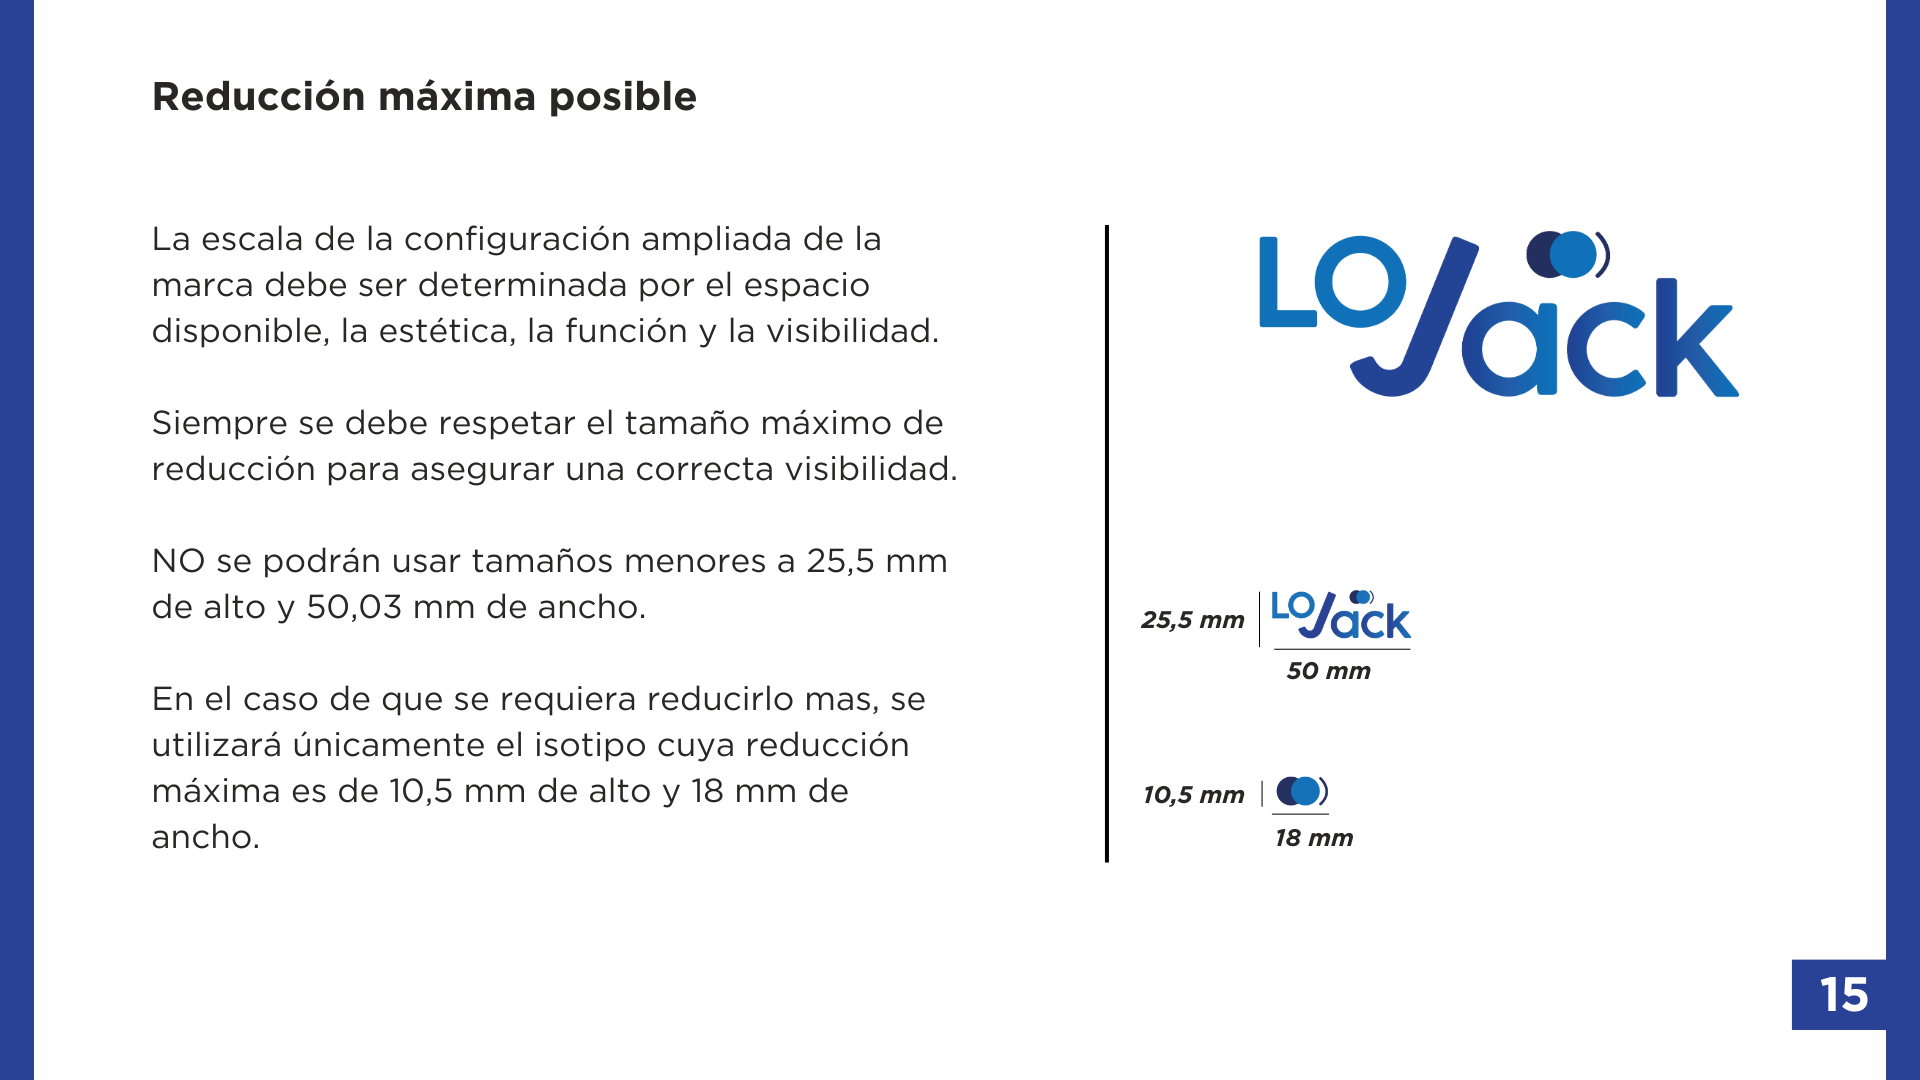 Reducción máxima posible
La escala de la configuración ampliada de la
marca debe ser determinada por el espacio
disponible, la estética, la función y la visibilidad.
Siempre se debe respetar el tamaño máximo de
reducción para asegurar una correcta visibilidad.
NO se podrán usar tamaños menores a 25,5 mm
de alto y 50,03 mm de ancho.
En el caso de que se requiera reducirlo mas, se
utilizará únicamente el isotipo cuya reducción
máxima es de 10,5 mm de alto y 18 mm de
ancho.
LOJack
25,5 mm
LOJack
50 mm
10,5 mm
18 mm
15